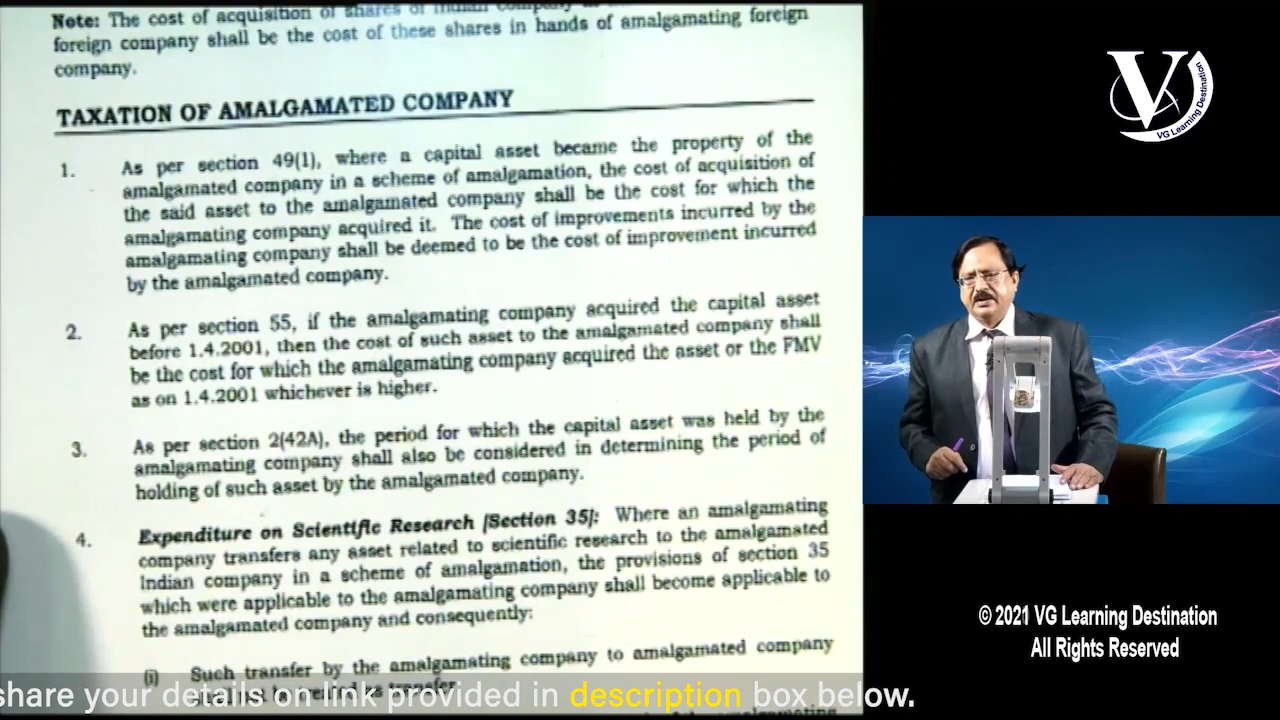 Note: The cost of acquisition of shares of Indian company
foreign company shall be the cost of these shares in hands of amalgamating foreign
company.
TAXATION OF AMALGAMATED COMPANY
1. As per section 49(1), where a capital asset became the property of the
amalgamated company in a scheme of amalgamation, the cost of acquisition of
the said asset to the amalgamated company shall be the cost for which the
amalgamating company acquired it. The cost of improvements incurred by the
amalgamating company shall be deemed to be the cost of improvement incurred
by the amalgamated company.
2. As per section 55, if the amalgamating company acquired the capital asset
before 1.4.2001, then the cost of such asset to the amalgamated company shall
be the cost for which the amalgamating company acquired the asset or the FMV
as on 1.4.2001 whichever is higher.
3. As per section 2(42A), the period for which the capital asset was held by the
amalgamating company shall also be considered in determining the period of
holding of such asset by the amalgamated company.
4. Expenditure on Scientific Research [Section 35]: Where an amalgamating
company transfers any asset related to scientific research to the amalgamated
Indian company in a scheme of amalgamation, the provisions of section 35
which were applicable to the amalgamating company shall become applicable to
the amalgamated company and consequently:
(i) Such transfer by the amalgamating company to amalgamated company
share your details on link provided in description box below.
V
VG Learning Destination
© 2021 VG Learning Destination
All Rights Reserved